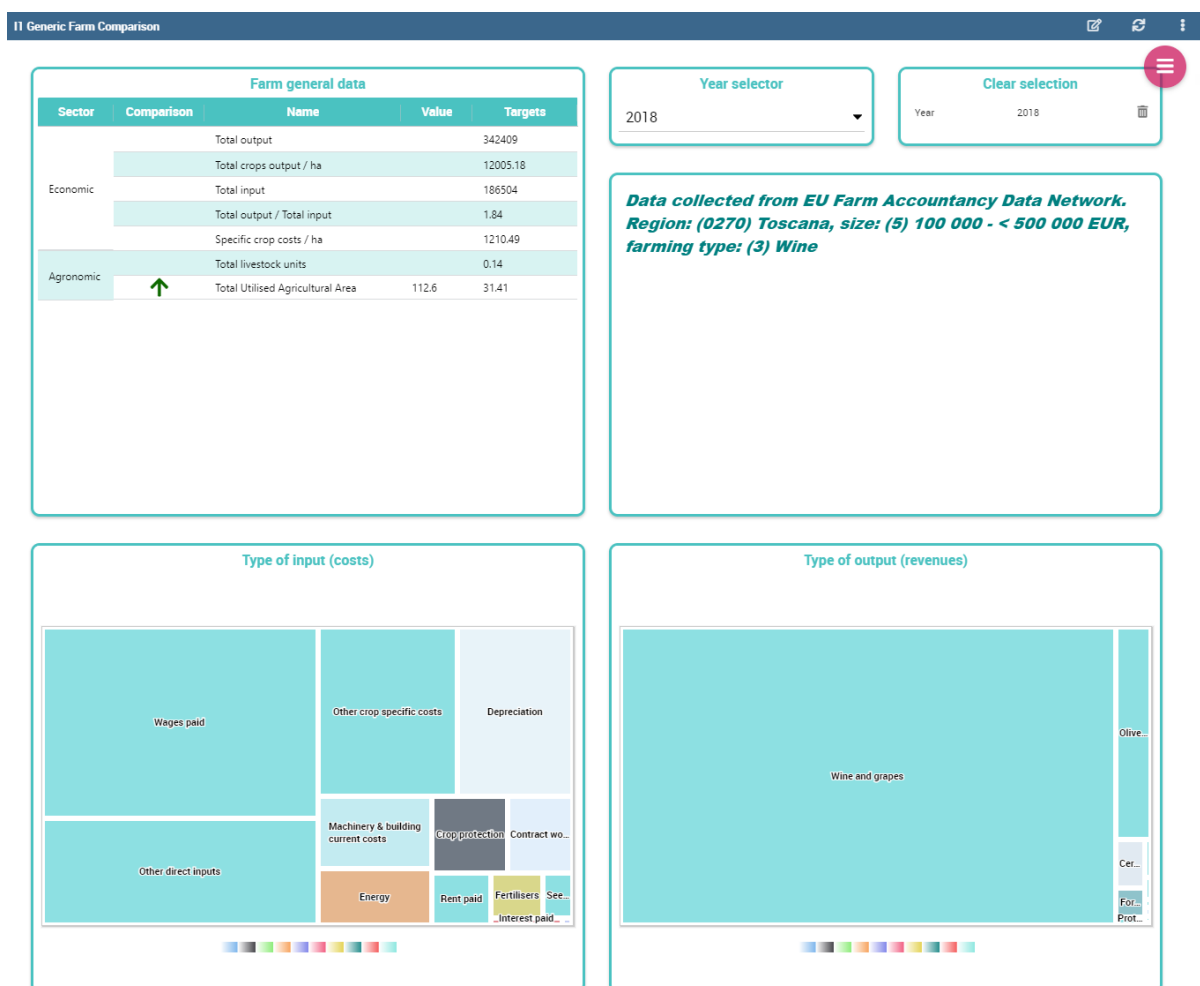 I1 Generic Farm Comparison
Farm general data
Sector Comparison Name Value Targets
Economic
Total output 342409
Total crops output / ha 12005.18
Total input 186504
Total output / Total input 1.84
Specific crop costs / ha 1210.49
Agronomic
Total livestock units 0.14
Total Utilised Agricultural Area 112.6 31.41
Year selector
2018
Clear selection
Year 2018
Data collected from EU Farm Accountancy Data Network.
Region: (0270) Toscana, size: (5) 100 000 - < 500 000 EUR,
farming type: (3) Wine
Type of input (costs)
Wages paid
Other direct inputs
Other crop specific costs
Depreciation
Machinery & building
current costs
Crop protection
Contract wo...
Energy
Rent paid
Fertilisers
See...
Interest paid
Type of output (revenues)
Wine and grapes
Olive...
Cer...
For...
Prot...